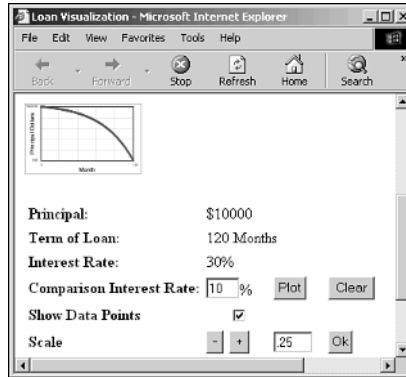 Loan Visualization - Microsoft Internet Explorer
File Edit View Favorites Tools Help
Back Forward Stop Refresh Home Search
Principal Dollars
Month
Principal: $10000
Term of Loan: 120 Months
Interest Rate: 30%
Comparison Interest Rate: 10 % Plot Clear
Show Data Points
Scale - + .25 Ok